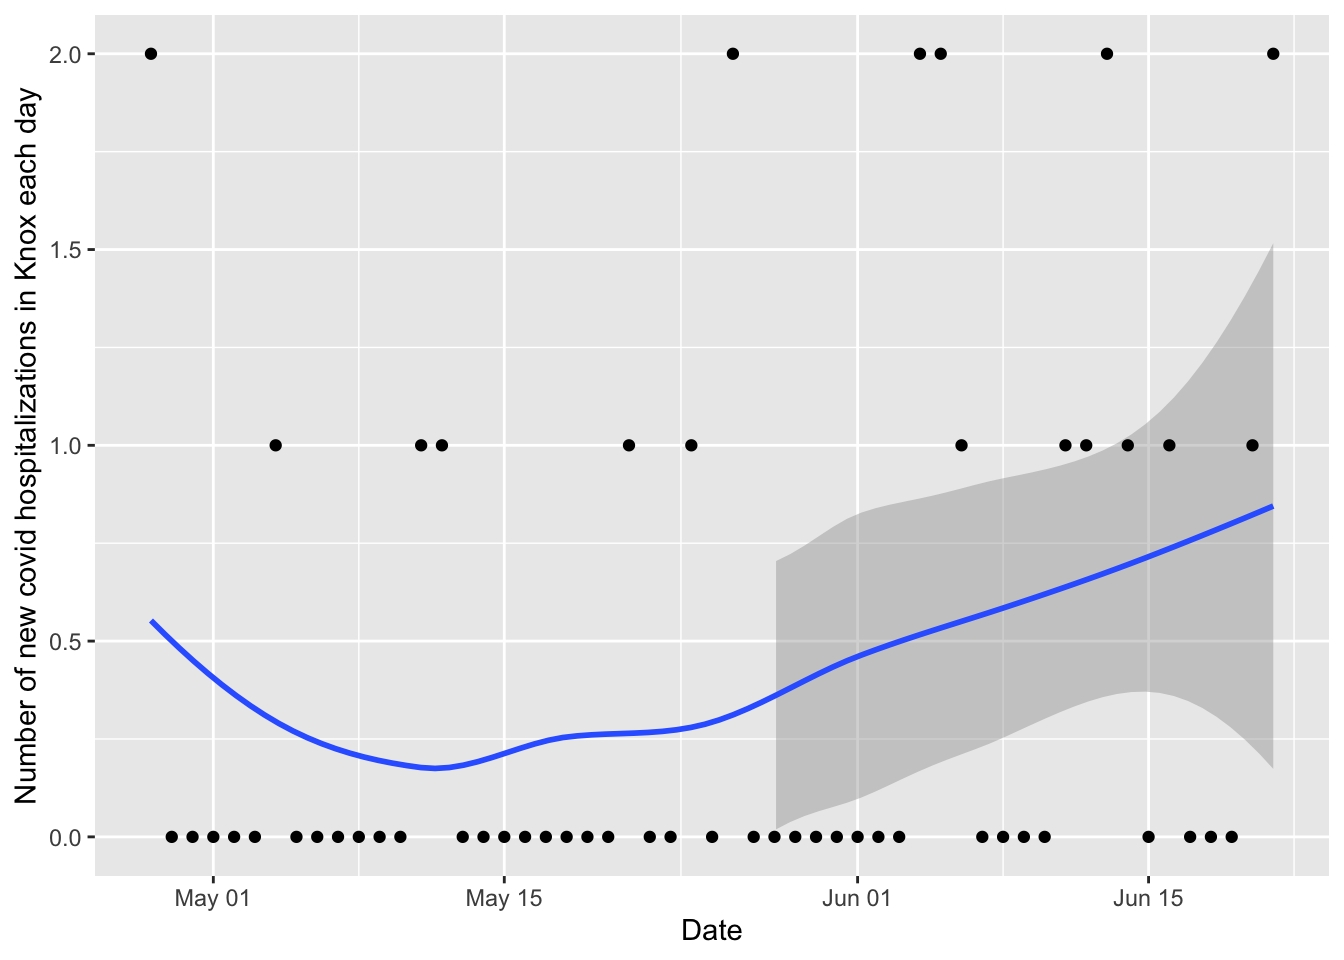 Number of new covid hospitalizations in Knox each day
2.0
1.5
1.0
0.5
0.0
May 01
May 15
Jun 01
Jun 15
Date